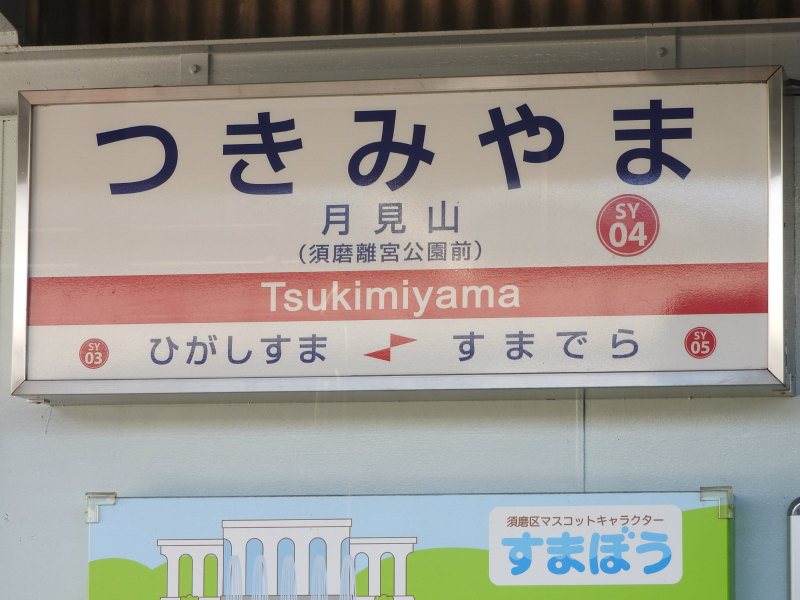 つきみやま
月見山
(須磨離宮公園前)
SY
04
Tsukimiyama
SY
03
ひがしすま
すまでら
SY
05
須磨区マスコットキャラクター
すまぼう